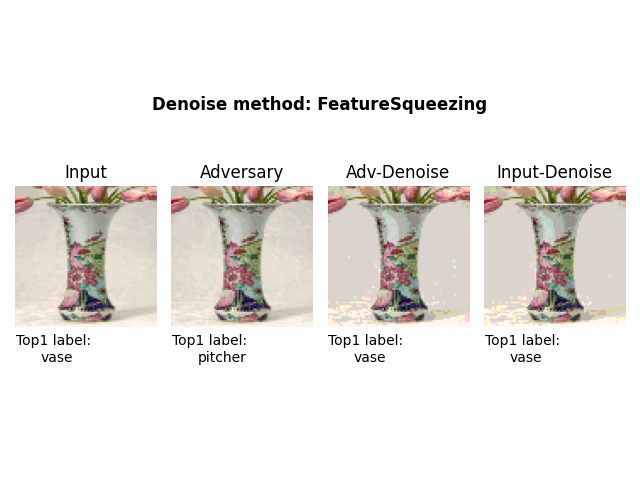 Denoise method: FeatureSqueezing
Input
Adversary
Adv-Denoise
Input-Denoise
Top1 label:
vase
Top1 label:
pitcher
Top1 label:
vase
Top1 label:
vase